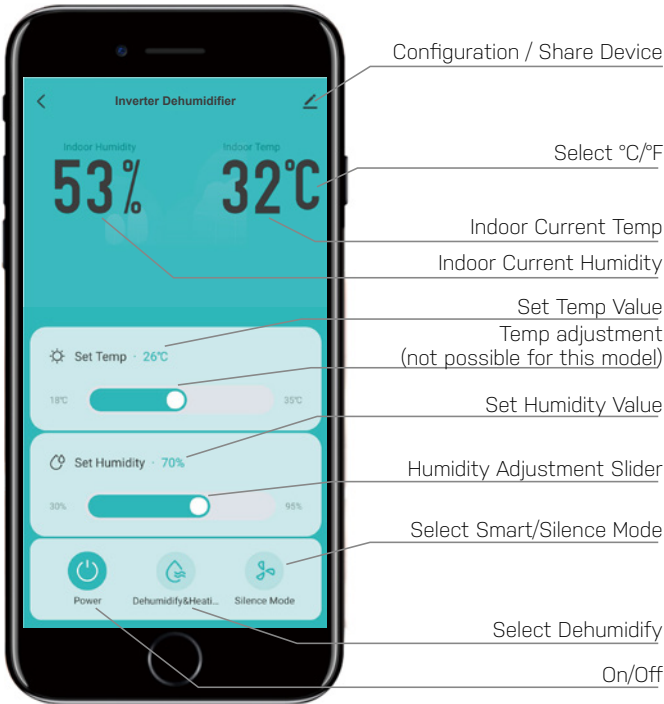 Configuration / Share Device
Inverter Dehumidifier
Indoor Humidity
Indoor Temp
53%
32°C
Select °C/°F
Indoor Current Temp
Indoor Current Humidity
Set Temp Value
Temp adjustment
(not possible for this model)
Set Temp · 26°C
18°C
35°C
Set Humidity Value
Set Humidity · 70%
Humidity Adjustment Slider
30%
95%
Select Smart/Silence Mode
Power
Dehumidify&Heati...
Silence Mode
Select Dehumidify
On/Off